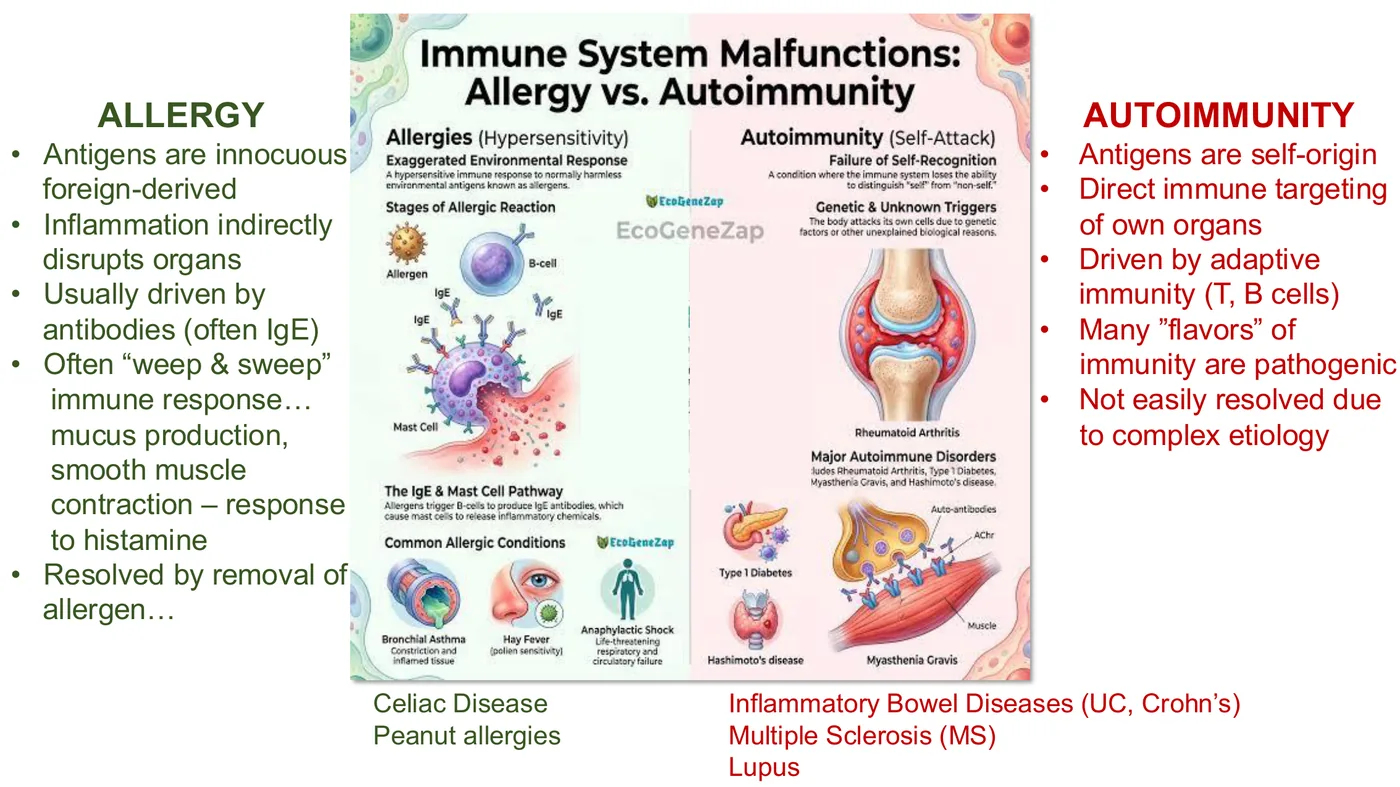 ALLERGY
• Antigens are innocuous
foreign-derived
• Inflammation indirectly
disrupts organs
• Usually driven by
antibodies (often IgE)
• Often “weep & sweep”
immune response…
mucus production,
smooth muscle
contraction – response
to histamine
• Resolved by removal of
allergen…
Immune System Malfunctions:
Allergy vs. Autoimmunity
Allergies (Hypersensitivity)
Exaggerated Environmental Response
A hypersensitive immune response to normally harmless
environmental antigens known as allergens.
Stages of Allergic Reaction
Allergen
B-cell
IgE
IgE
IgE
Mast Cell
The IgE & Mast Cell Pathway
Allergens trigger B-cells to produce IgE antibodies, which
cause mast cells to release inflammatory chemicals.
Common Allergic Conditions
EcoGeneZap
Bronchial Asthma
Constriction and
inflamed tissue
Hay Fever
(pollen sensitivity)
Anaphylactic Shock
Life-threatening
respiratory and
circulatory failure
EcoGeneZap
EcoGeneZap
Autoimmunity (Self-Attack)
Failure of Self-Recognition
A condition where the immune system loses the ability
to distinguish “self” from “non-self.”
Genetic & Unknown Triggers
The body attacks its own cells due to genetic
factors or other unexplained biological reasons.
Rheumatoid Arthritis
Major Autoimmune Disorders
ludes Rheumatoid Arthritis, Type 1 Diabetes,
Myasthenia Gravis, and Hashimoto's disease.
Type 1 Diabetes
Hashimoto's disease
Auto-antibodies
AChr
Muscle
Myasthenia Gravis
AUTOIMMUNITY
• Antigens are self-origin
• Direct immune targeting
of own organs
• Driven by adaptive
immunity (T, B cells)
• Many ”flavors” of
immunity are pathogenic
• Not easily resolved due
to complex etiology
Celiac Disease
Peanut allergies
Inflammatory Bowel Diseases (UC, Crohn’s)
Multiple Sclerosis (MS)
Lupus